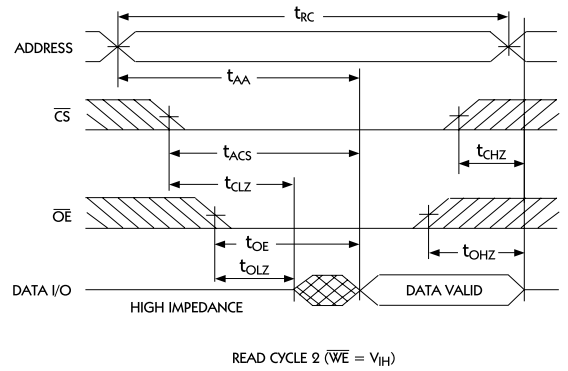 tRC
ADDRESS
tAA
CS
tCHZ
tACS
tCLZ
OE
tOE
tOHZ
tOLZ
DATA I/O
DATA VALID
HIGH IMPEDANCE
READ CYCLE 2 (WE = VIH)